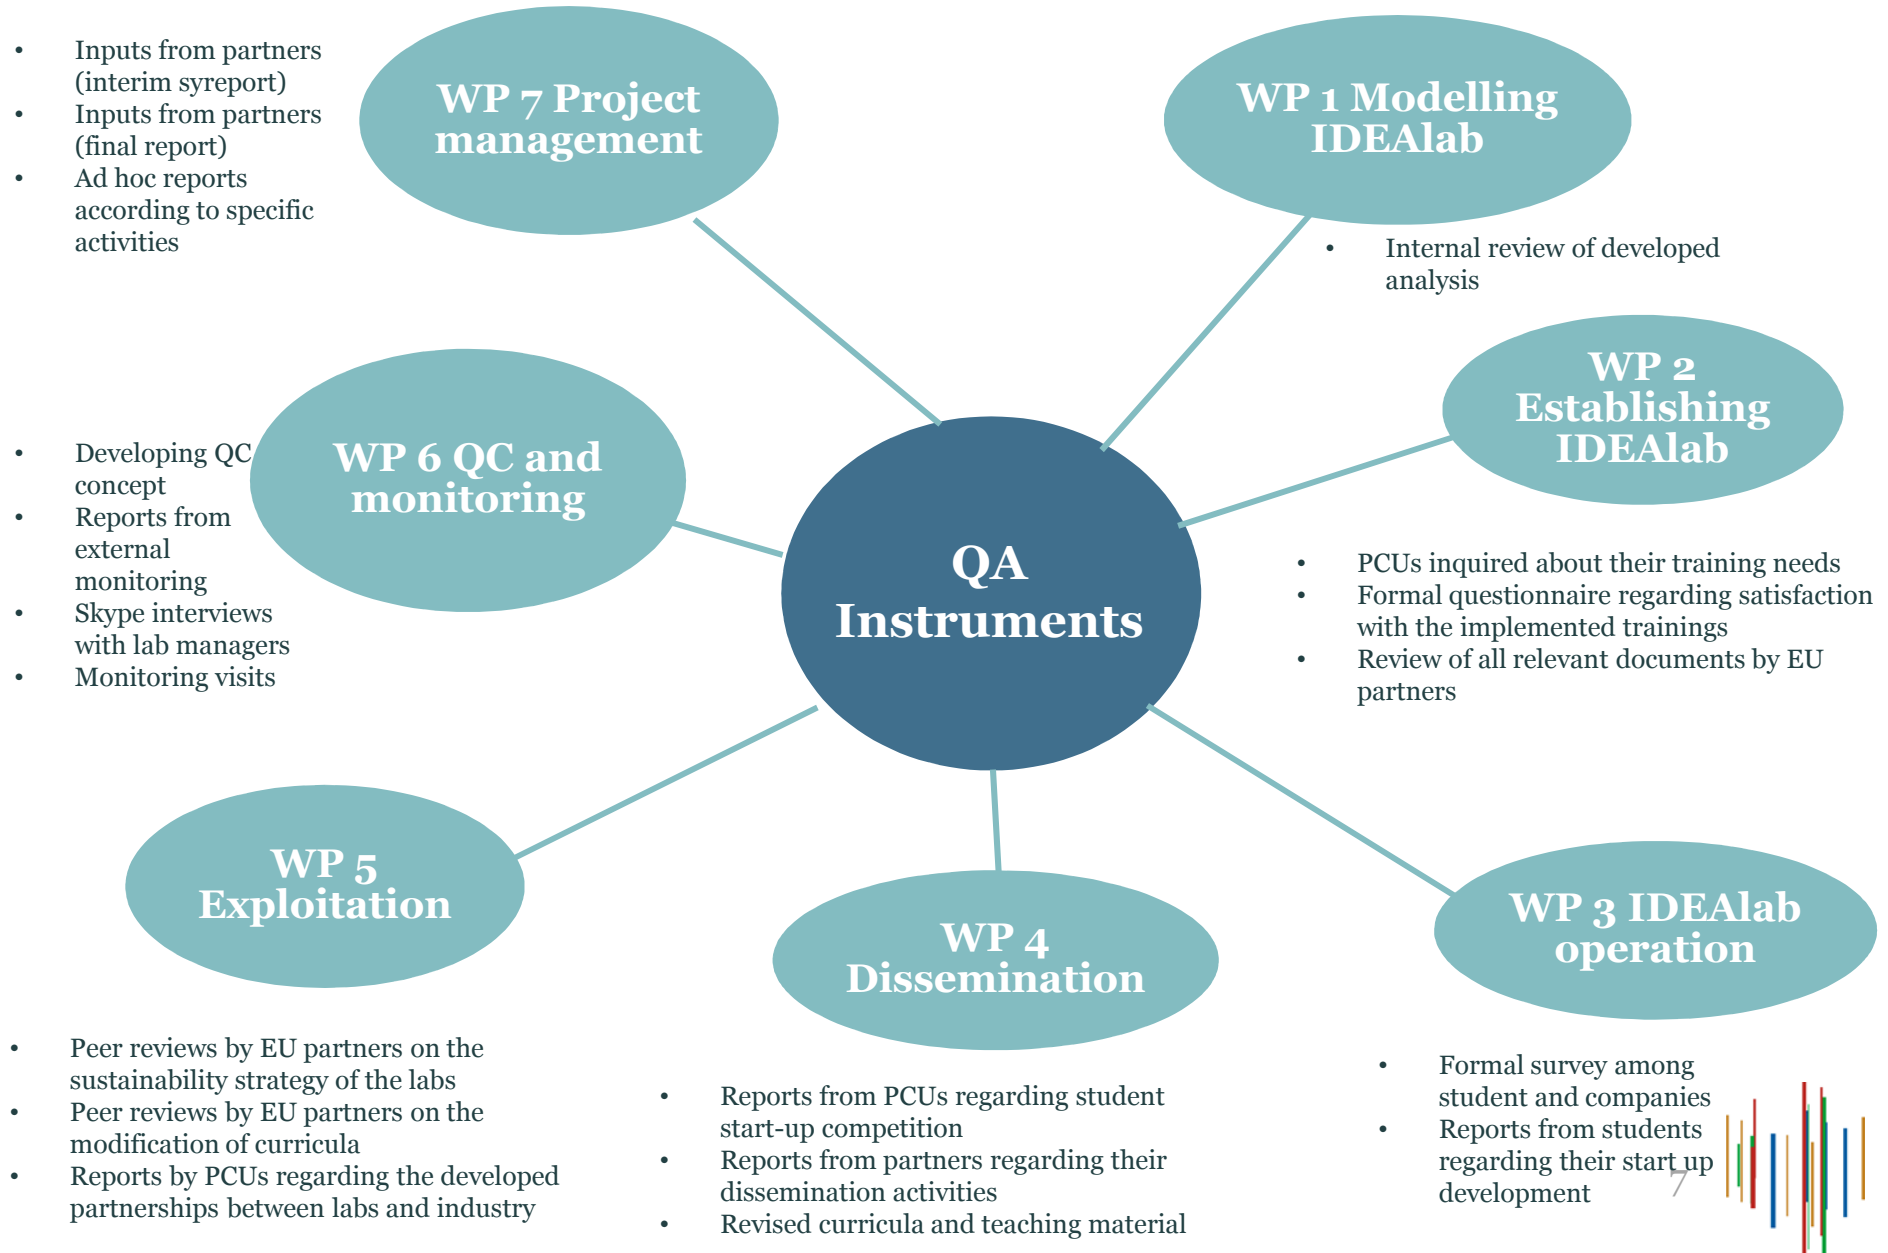 • Inputs from partners
(interim syreport)
• Inputs from partners
(final report)
• Ad hoc reports
according to specific
activities
WP 7 Project
management
WP 1 Modelling
IDEAlab
• Internal review of developed
analysis
WP 2
Establishing
IDEAlab
• PCUs inquired about their training needs
• Formal questionnaire regarding satisfaction
with the implemented trainings
• Review of all relevant documents by EU
partners
• Developing QC
concept
• Reports from
external
monitoring
• Skype interviews
with lab managers
• Monitoring visits
WP 6 QC and
monitoring
QA
Instruments
WP 5
Exploitation
• Peer reviews by EU partners on the
sustainability strategy of the labs
• Peer reviews by EU partners on the
modification of curricula
• Reports by PCUs regarding the developed
partnerships between labs and industry
WP 4
Dissemination
• Reports from PCUs regarding student
start-up competition
• Reports from partners regarding their
dissemination activities
• Revised curricula and teaching material
WP 3 IDEAlab
operation
• Formal survey among
student and companies
• Reports from students
regarding their start up
development
7